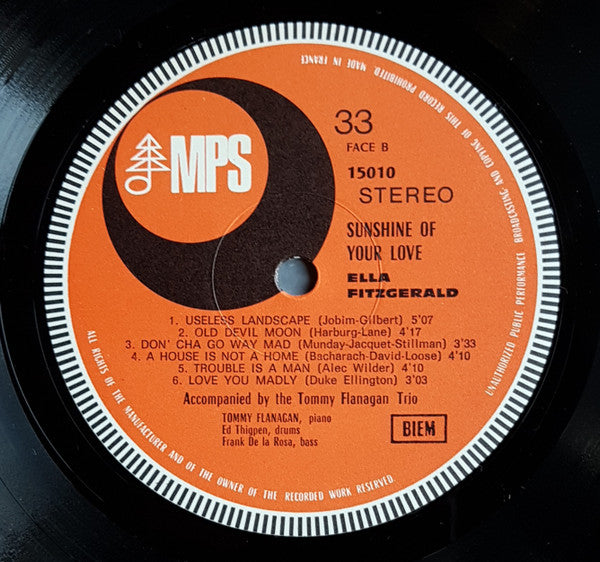 MPS
33
FACE B
15010
STEREO
SUNSHINE OF
YOUR LOVE
ELLA
FITZGERALD
1. USELESS LANDSCAPE (Jobim-Gilbert) 5'07
2. OLD DEVIL MOON (Harburg-Lane) 4'17
3. DON' CHA GO WAY MAD (Munday-Jacquet-Stillman) 3'33
4. A HOUSE IS NOT A HOME (Bacharach-David-Loose) 4'10
5. TROUBLE IS A MAN (Alec Wilder) 4'10
6. LOVE YOU MADLY (Duke Ellington) 3'03
Accompanied by the Tommy Flanagan Trio
TOMMY FLANAGAN, piano
Ed Thigpen, drums
Frank De la Rosa, bass
BIEM
ALL RIGHTS OF THE MANUFACTURER AND OF THE OWNER OF THE RECORDED WORK RESERVED.
UNAUTHORIZED PUBLIC PERFORMANCE BROADCASTING AND COPYING OF THIS RECORD PROHIBITED. MADE IN FRANCE